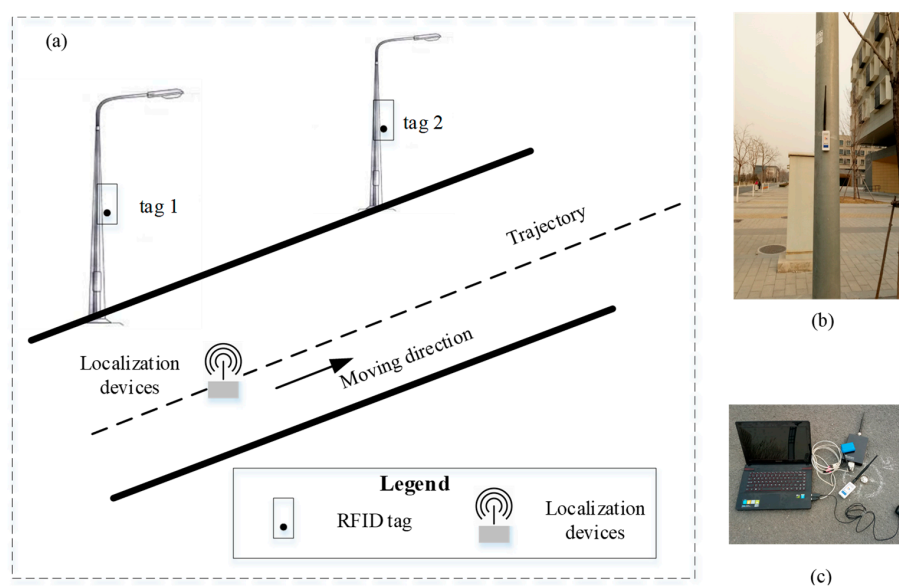 (a)
tag 2
tag 1
Trajectory
Moving direction
Localization
devices
Legend
RFID tag
Localization
devices
(b)
(c)